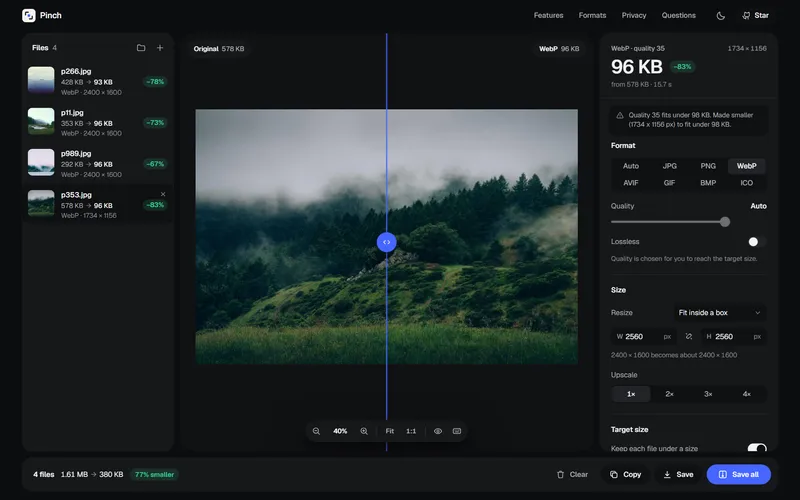 Pinch
Features
Formats
Privacy
Questions
Star
Files 4
p266.jpg
428 KB → 93 KB
−78%
WebP · 2400 × 1600
p11.jpg
353 KB → 96 KB
−73%
WebP · 2400 × 1600
p989.jpg
292 KB → 96 KB
−67%
WebP · 2400 × 1600
p353.jpg
578 KB → 96 KB
−83%
WebP · 1734 × 1156
Original 578 KB
WebP 96 KB
40%
Fit
1:1
WebP · quality 35
1734 × 1156
96 KB −83%
from 578 KB · 15.7 s
Quality 35 fits under 98 KB. Made smaller
(1734 x 1156 px) to fit under 98 KB.
Format
Auto JPG PNG WebP
AVIF GIF BMP ICO
Quality Auto
Lossless
Quality is chosen for you to reach the target size.
Size
Resize Fit inside a box
W 2560 px H 2560 px
2400 × 1600 becomes about 2400 × 1600
Upscale
1× 2× 3× 4×
Target size
Keep each file under a size
4 files 1.61 MB → 380 KB 77% smaller
Clear
Copy
Save
Save all